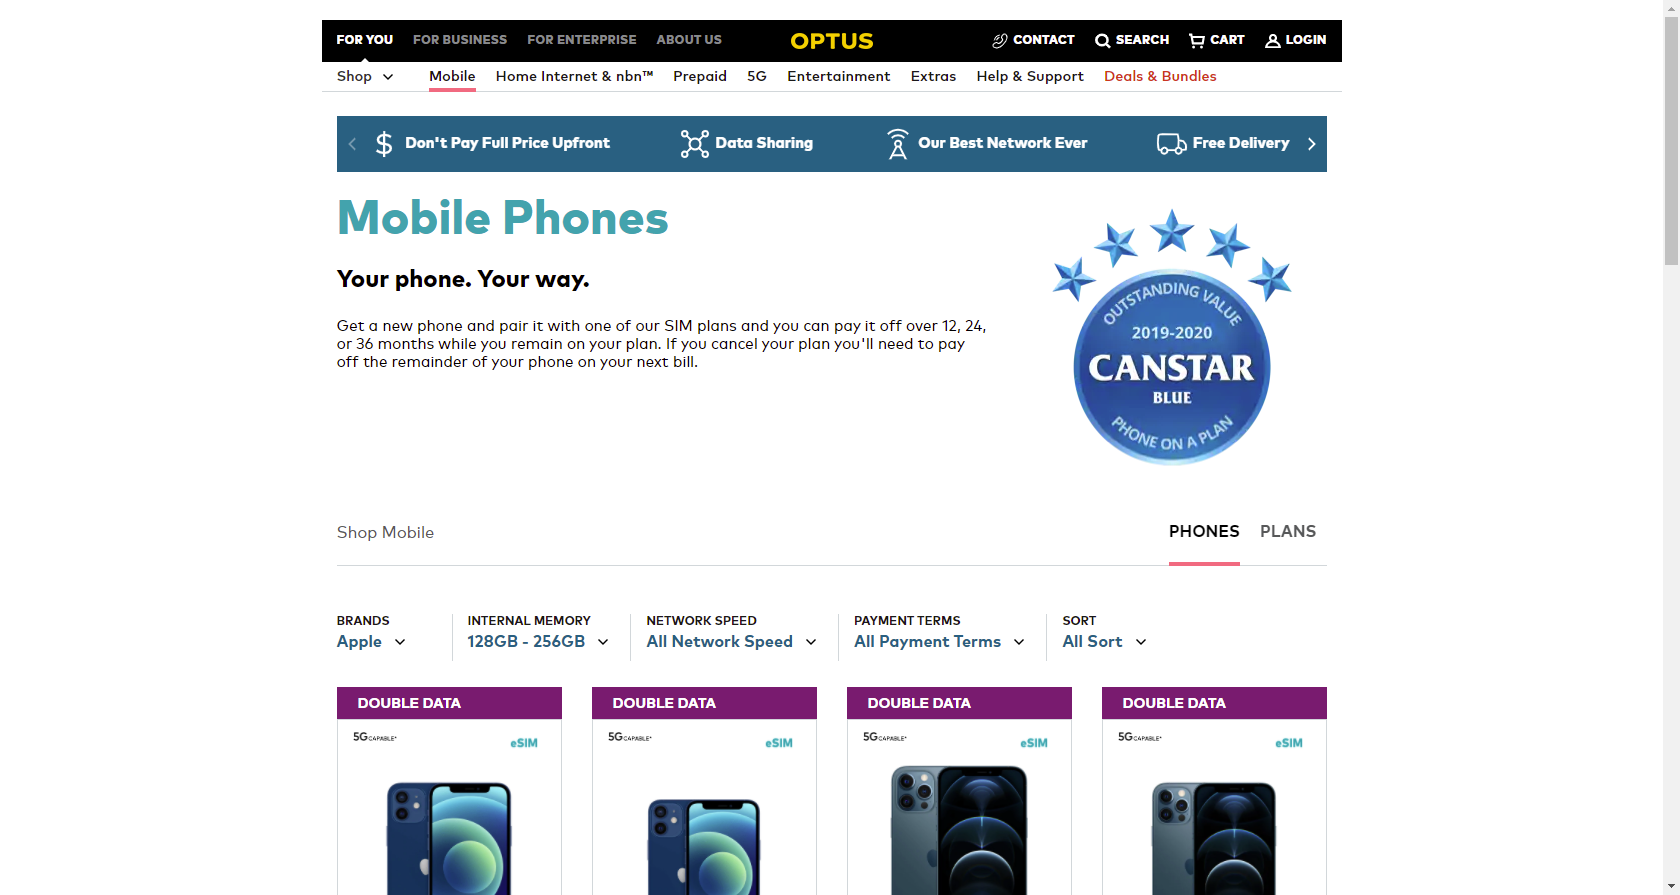 FOR YOU FOR BUSINESS FOR ENTERPRISE ABOUT US OPTUS CONTACT SEARCH CART LOGIN
Shop Mobile Home Internet & nbn™ Prepaid 5G Entertainment Extras Help & Support Deals & Bundles
Don't Pay Full Price Upfront Data Sharing Our Best Network Ever Free Delivery
Mobile Phones
Your phone. Your way.
Get a new phone and pair it with one of our SIM plans and you can pay it off over 12, 24,
or 36 months while you remain on your plan. If you cancel your plan you'll need to pay
off the remainder of your phone on your next bill.
OUTSTANDING VALUE
2019-2020
CANSTAR
BLUE
PHONE ON A PLAN
Shop Mobile PHONES PLANS
BRANDS INTERNAL MEMORY NETWORK SPEED PAYMENT TERMS SORT
Apple 128GB - 256GB All Network Speed All Payment Terms All Sort
DOUBLE DATA DOUBLE DATA DOUBLE DATA DOUBLE DATA
5G CAPABLE* eSIM 5G CAPABLE* eSIM 5G CAPABLE* eSIM 5G CAPABLE* eSIM